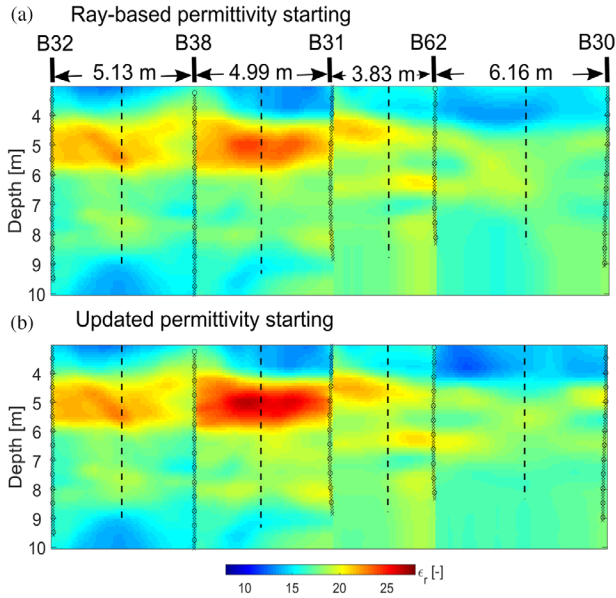 (a) Ray-based permittivity starting
B32 B38 B31 B62 B30
5.13 m 4.99 m 3.83 m 6.16 m
4
5
6
7
8
9
10
Depth [m]
(b) Updated permittivity starting
4
5
6
7
8
9
10
Depth [m]
10 15 20 25 ϵr [-]